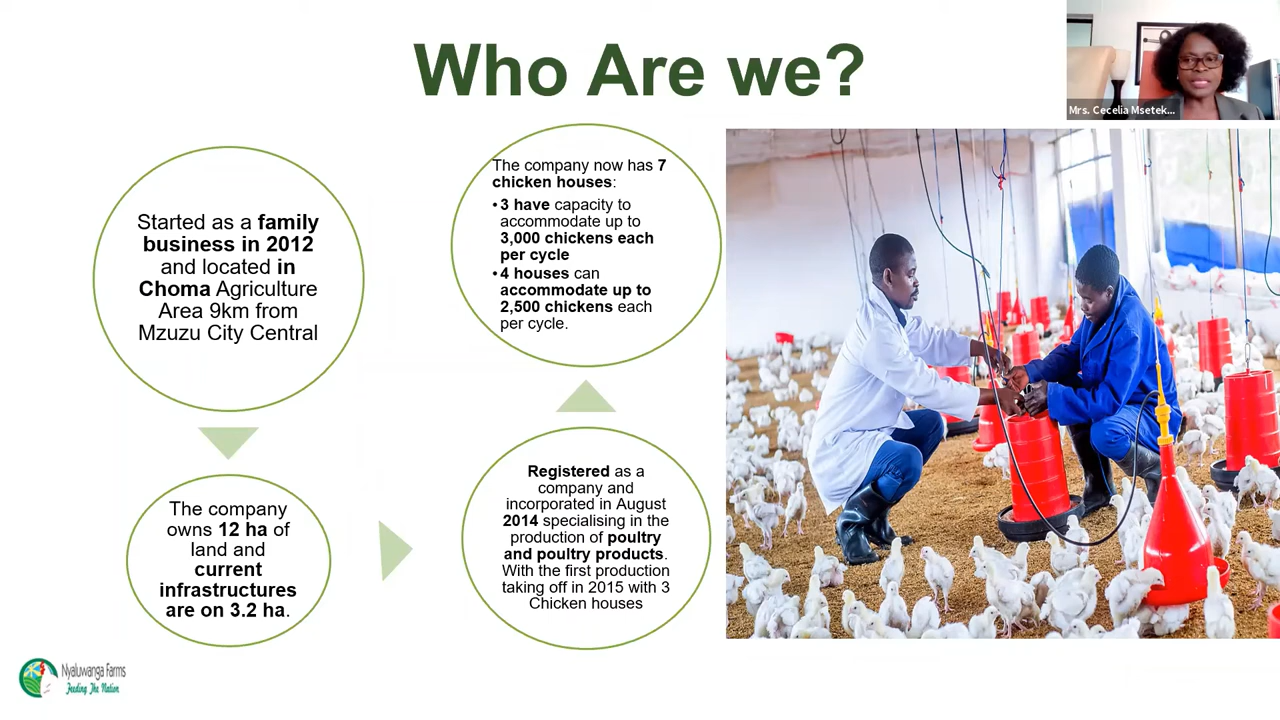 Who Are we?
Mrs. Cecelia Msetek...
Started as a family
business in 2012
and located in
Choma Agriculture
Area 9km from
Mzuzu City Central
The company
owns 12 ha of
land and
current
infrastructures
are on 3.2 ha.
Registered as a
company and
incorporated in August
2014 specialising in the
production of poultry
and poultry products.
With the first production
taking off in 2015 with 3
Chicken houses
The company now has 7
chicken houses:
•3 have capacity to
accommodate up to
3,000 chickens each
per cycle
•4 houses can
accommodate up to
2,500 chickens each
per cycle.
Nyaluwanga Farms
Feeding The Nation